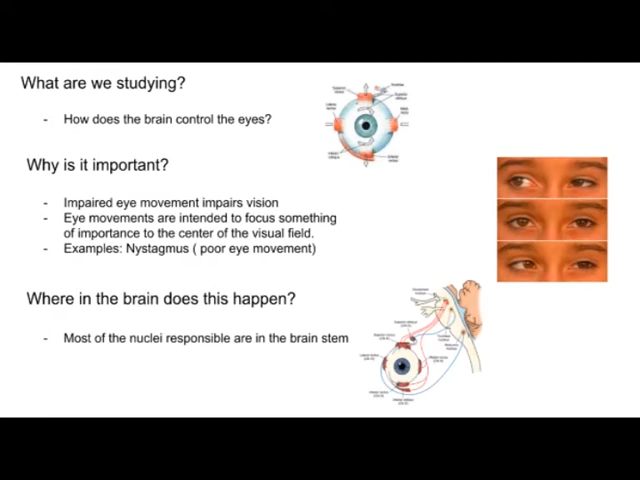 What are we studying?
- How does the brain control the eyes?
Why is it important?
- Impaired eye movement impairs vision
- Eye movements are intended to focus something
of importance to the center of the visual field.
- Examples: Nystagmus ( poor eye movement)
Where in the brain does this happen?
- Most of the nuclei responsible are in the brain stem